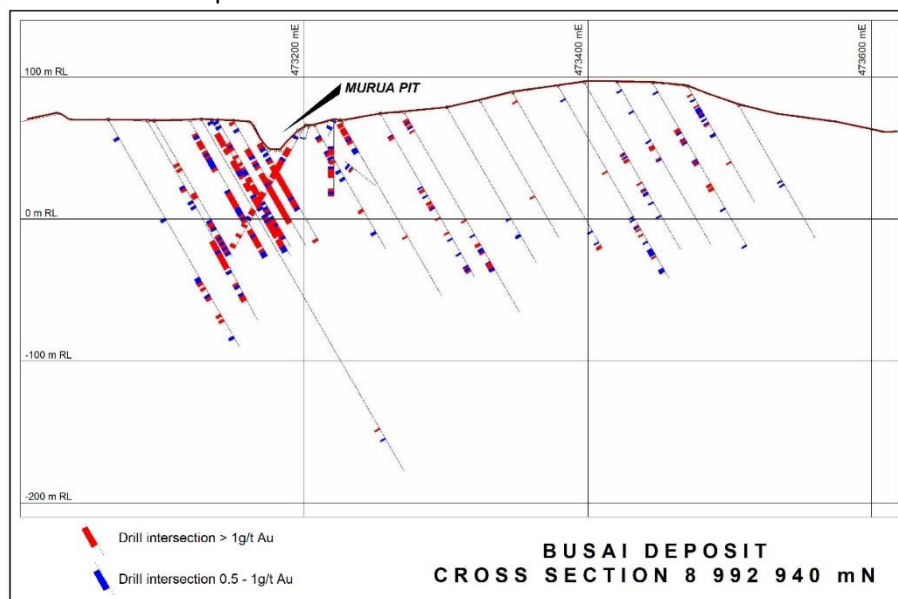 473200 mE
473400 mE
473600 mE
100 m RL
MURUA PIT
0 m RL
-100 m RL
-200 m RL
Drill intersection > 1g/t Au
Drill intersection 0.5 - 1g/t Au
BUSAI DEPOSIT
CROSS SECTION 8 992 940 mN